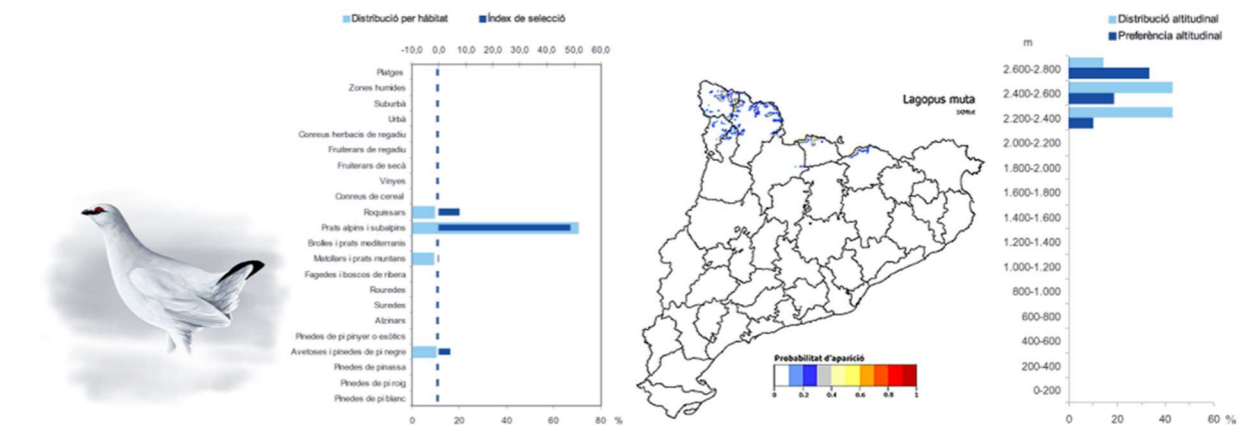 Distribució per hàbitat
Índex de selecció
-10,0 0,0 10,0 20,0 30,0 40,0 50,0 60,0
Platges
Zones humides
Suburbà
Urbà
Conreus herbacis de regadiu
Fruiterars de regadiu
Fruiterars de secà
Vinyes
Conreus de cereal
Roquissars
Prats alpins i subalpins
Brolles i prats mediterranis
Matollars i prats muntans
Fagedes i boscos de ribera
Rouredes
Suredes
Alzinars
Pinedes de pi pinyer o exòtics
Avetoses i pinedes de pi negre
Pinedes de pinassa
Pinedes de pi roig
Pinedes de pi blanc
0 20 40 60 80 %
Lagopus muta
Probabilitat d'aparició
0 0.2 0.4 0.6 0.8 1
Distribució altitudinal
Preferència altitudinal
m
2.600-2.800
2.400-2.600
2.200-2.400
2.000-2.200
1.800-2.000
1.600-1.800
1.400-1.600
1.200-1.400
1.000-1.200
800-1.000
600-800
400-600
200-400
0-200
0 20 40 60 %